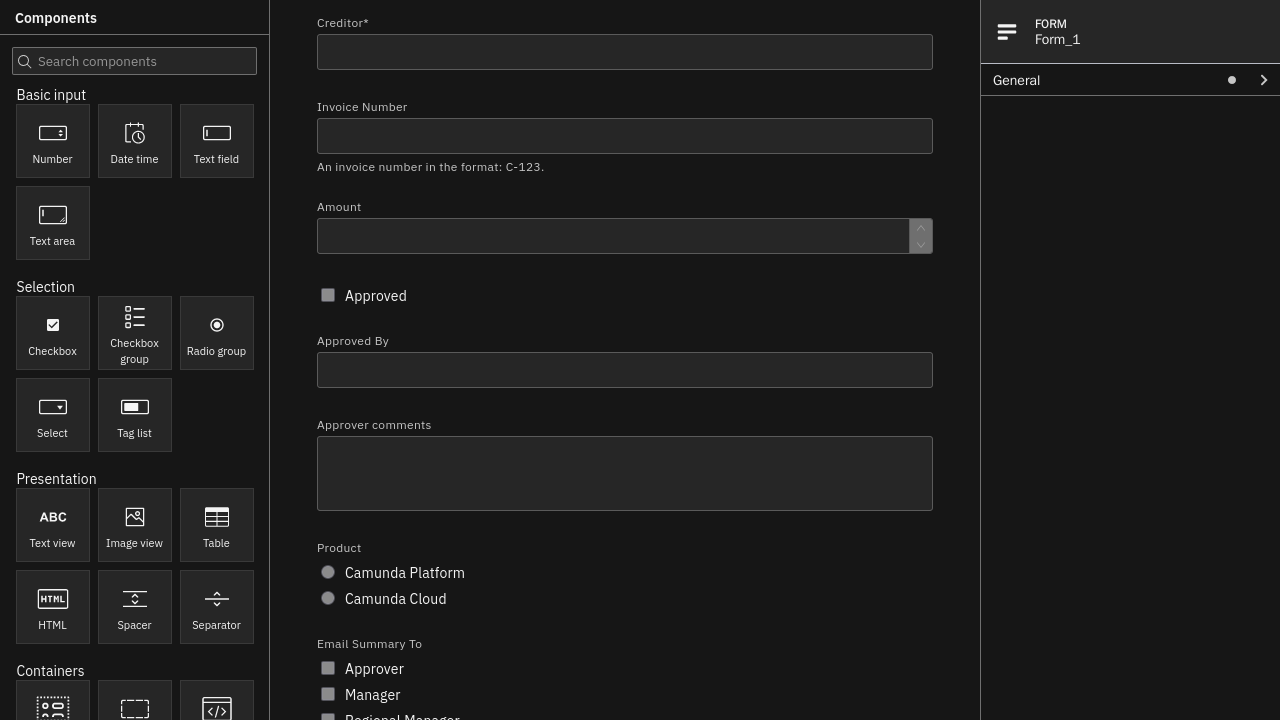 Components
Search components
Basic input
Number
Date time
Text field
Text area
Selection
Checkbox
Checkbox
group
Radio group
Select
Tag list
Presentation
ABC
Text view
Image view
Table
HTML
HTML
Spacer
Separator
Containers
Creditor*
Invoice Number
An invoice number in the format: C-123.
Amount
Approved
Approved By
Approver comments
Product
Camunda Platform
Camunda Cloud
Email Summary To
Approver
Manager
Regional Manager
FORM
Form_1
General